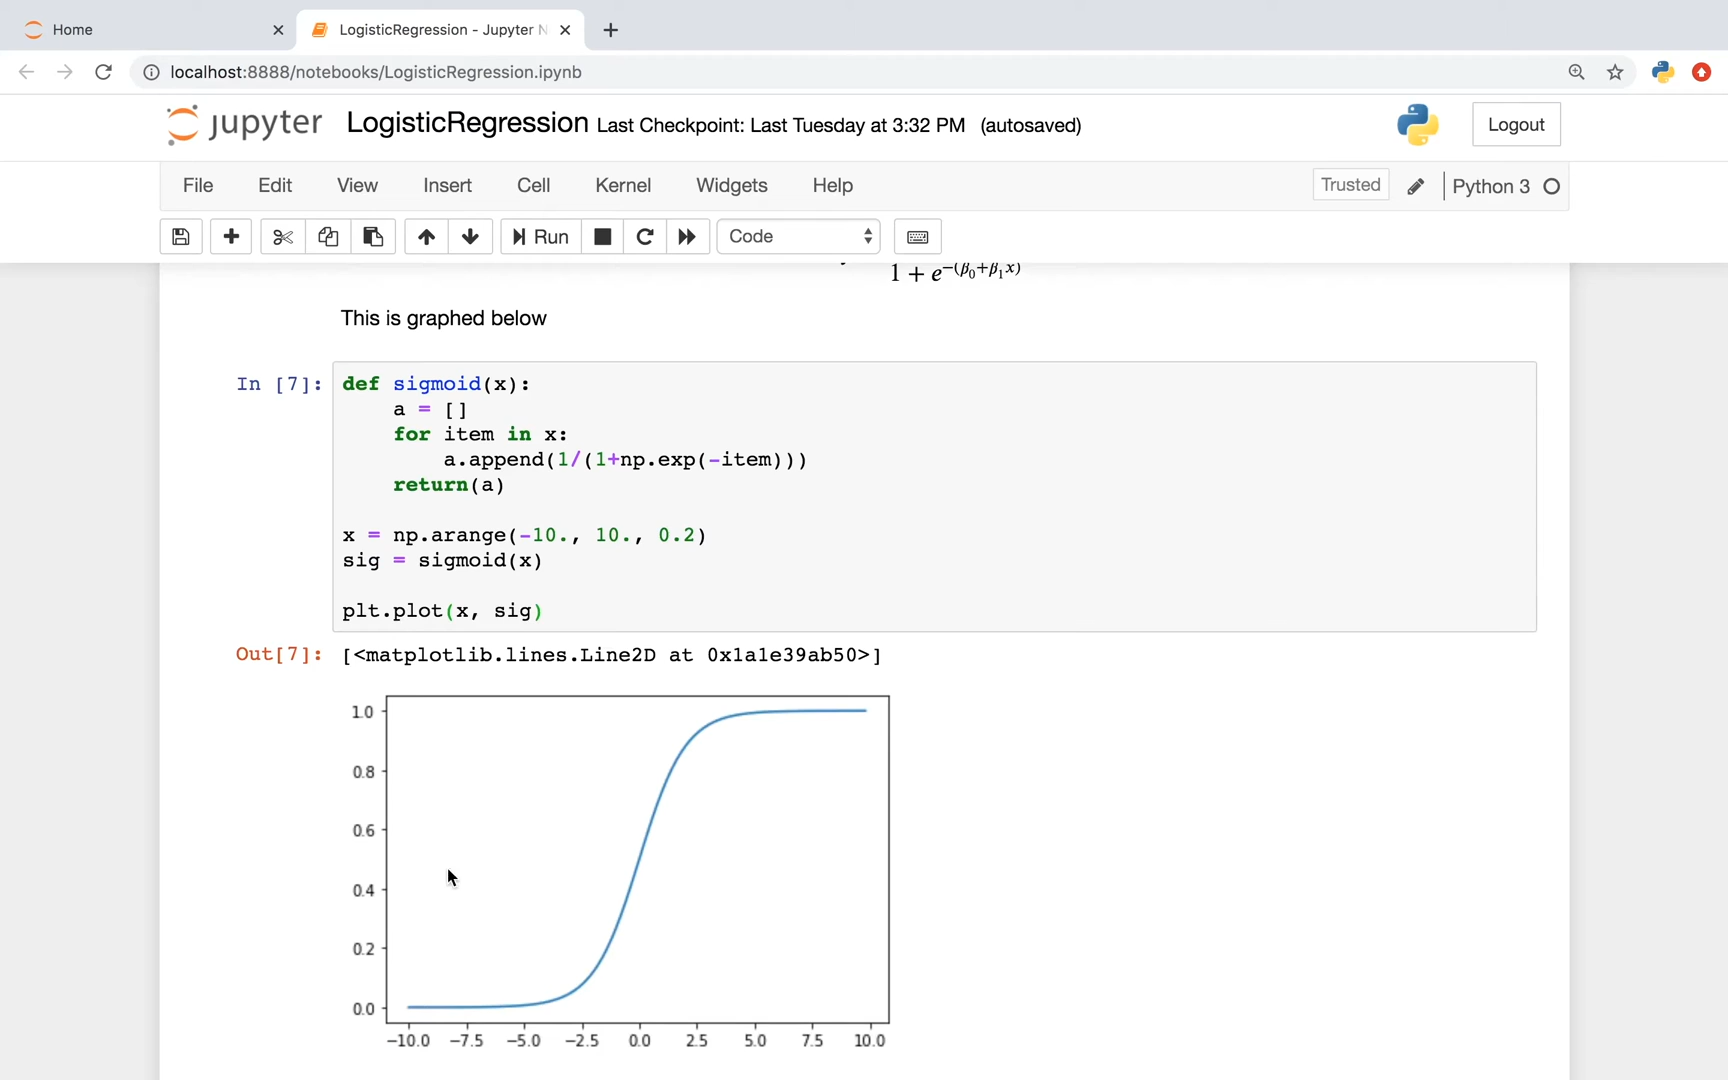 Home
LogisticRegression - Jupyter N
localhost:8888/notebooks/LogisticRegression.ipynb
jupyter LogisticRegression Last Checkpoint: Last Tuesday at 3:32 PM (autosaved)
Logout
File Edit View Insert Cell Kernel Widgets Help
Trusted
Python 3
Run
Code
1 + e^−(β₀+β₁x)
This is graphed below
In [7]:
def sigmoid(x):
    a = []
    for item in x:
        a.append(1/(1+np.exp(-item)))
    return(a)
x = np.arange(-10., 10., 0.2)
sig = sigmoid(x)
plt.plot(x, sig)
Out[7]: [<matplotlib.lines.Line2D at 0x1a1e39ab50>]
1.0
0.8
0.6
0.4
0.2
0.0
−10.0 −7.5 −5.0 −2.5 0.0 2.5 5.0 7.5 10.0